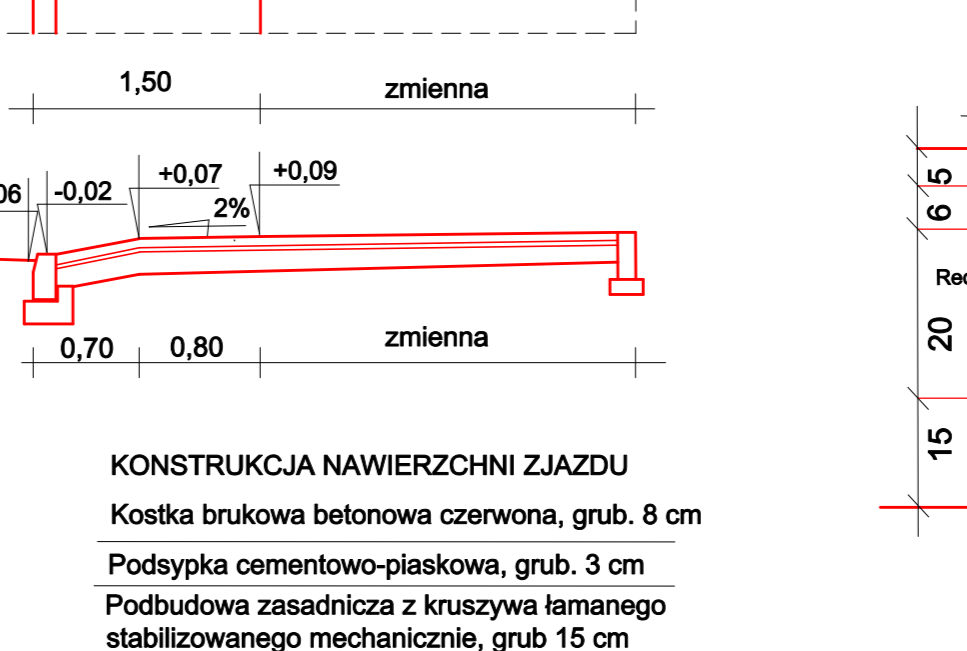 1,50
zmienna
06
-0,02
+0,07
2%
+0,09
0,70
0,80
zmienna
KONSTRUKCJA NAWIERZCHNI ZJAZDU
Kostka brukowa betonowa czerwona, grub. 8 cm
Podsypka cementowo-piaskowa, grub. 3 cm
Podbudowa zasadnicza z kruszywa łamanego
stabilizowanego mechanicznie, grub 15 cm
5
6
20
15